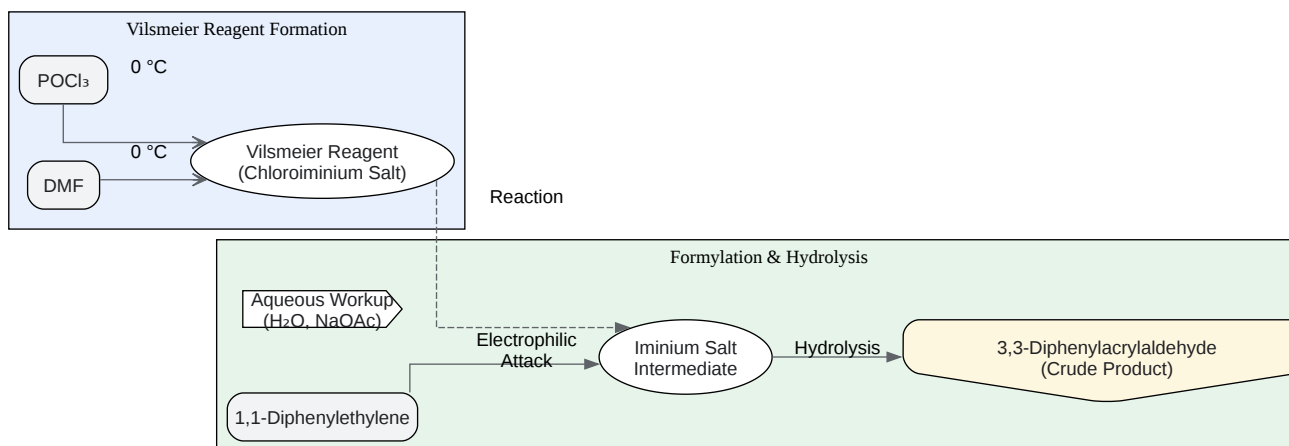 Vilsmeier Reagent Formation
POCl₃
0 °C
0 °C
DMF
Vilsmeier Reagent
(Chloroiminium Salt)
Reaction
Formylation & Hydrolysis
Aqueous Workup
(H₂O, NaOAc)
Electrophilic
Attack
Iminium Salt
Intermediate
Hydrolysis
3,3-Diphenylacrylaldehyde
(Crude Product)
1,1-Diphenylethylene